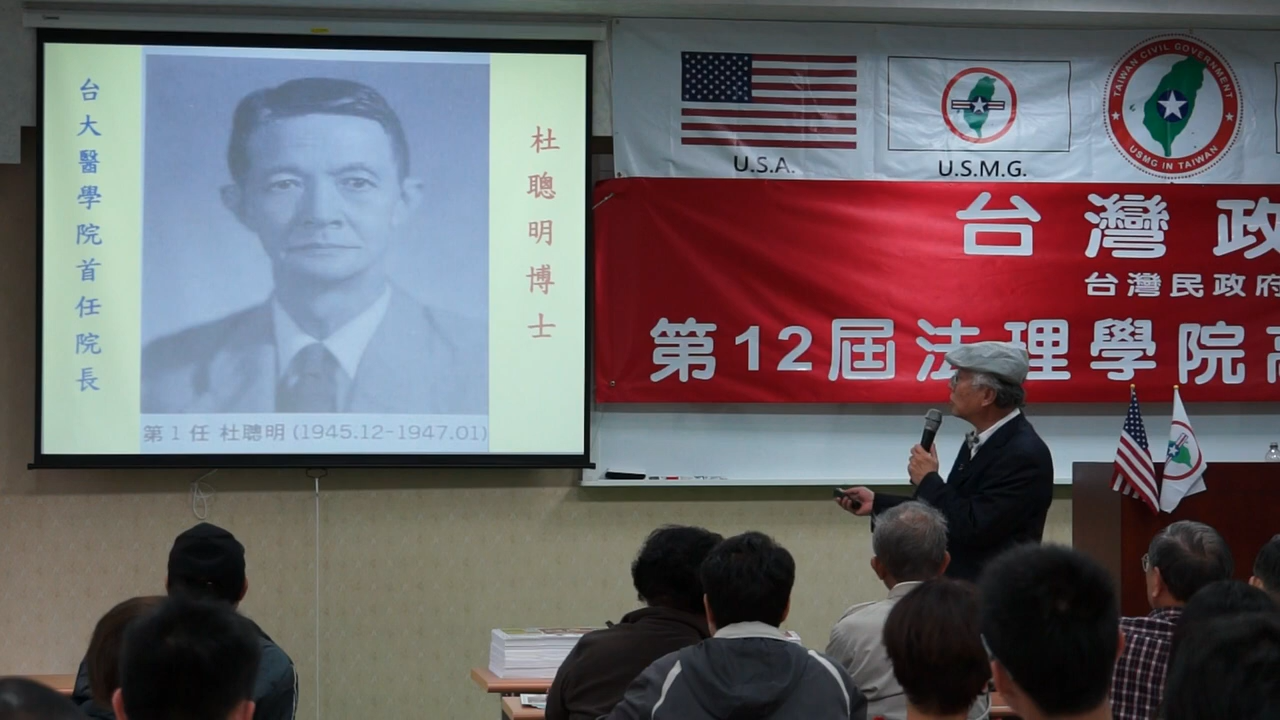 台大醫學院首任院長
杜聰明博士
第1任 杜聰明 (1945.12-1947.01)
U.S.A.
U.S.M.G.
TAIWAN CIVIL GOVERNMENT
USMG IN TAIWAN
台灣政
台灣民政府
第12屆法理學院高